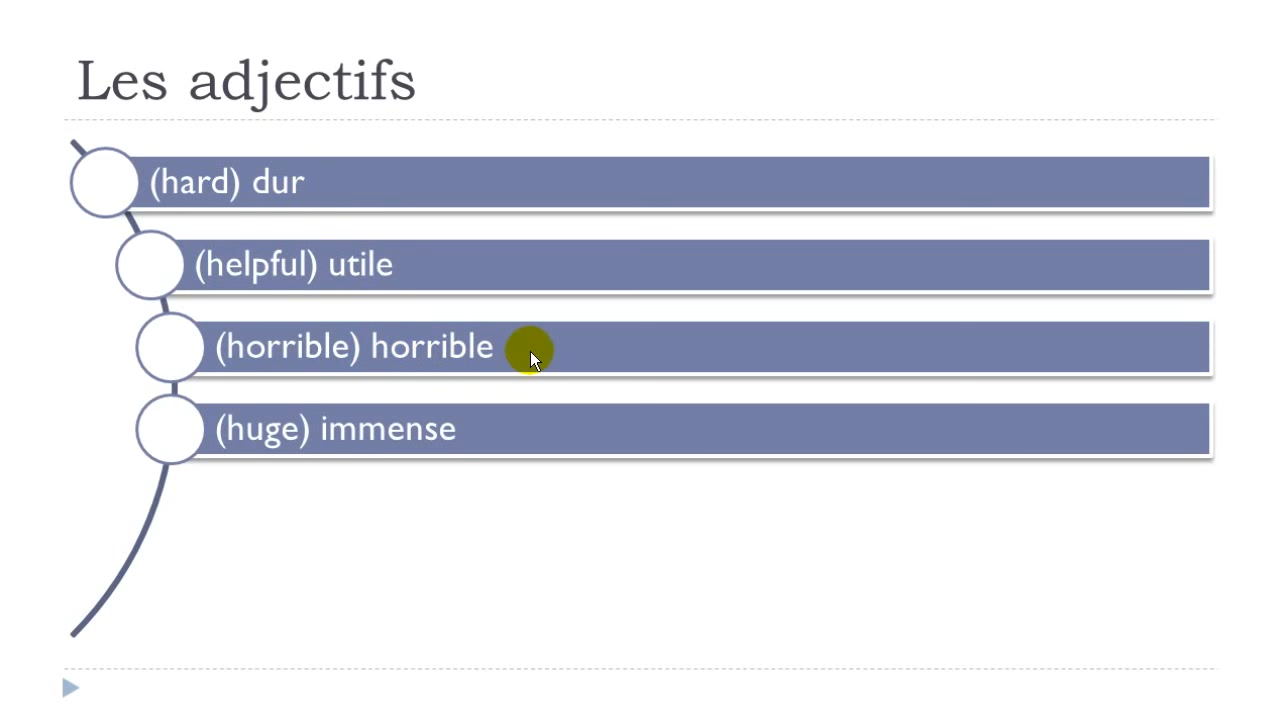 Les adjectifs
(hard) dur
(helpful) utile
(horrible) horrible
(huge) immense